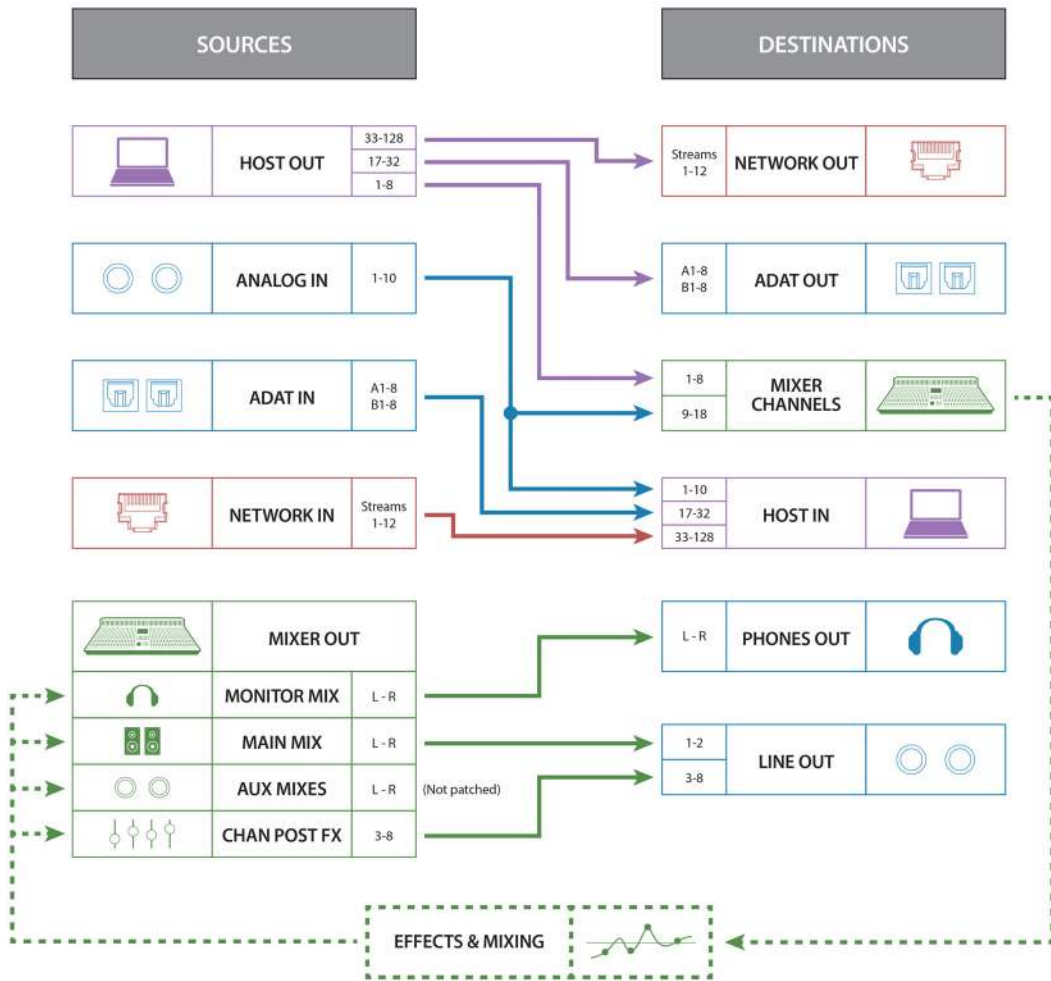 SOURCES
DESTINATIONS
HOST OUT
33-128
17-32
1-8
Streams
1-12
NETWORK OUT
ANALOG IN
1-10
A1-8
B1-8
ADAT OUT
ADAT IN
A1-8
B1-8
1-8
9-18
MIXER
CHANNELS
NETWORK IN
Streams
1-12
1-10
17-32
33-128
HOST IN
MIXER OUT
L - R
PHONES OUT
MONITOR MIX
L - R
MAIN MIX
L - R
1-2
3-8
LINE OUT
AUX MIXES
L - R
(Not patched)
CHAN POST FX
3-8
EFFECTS & MIXING